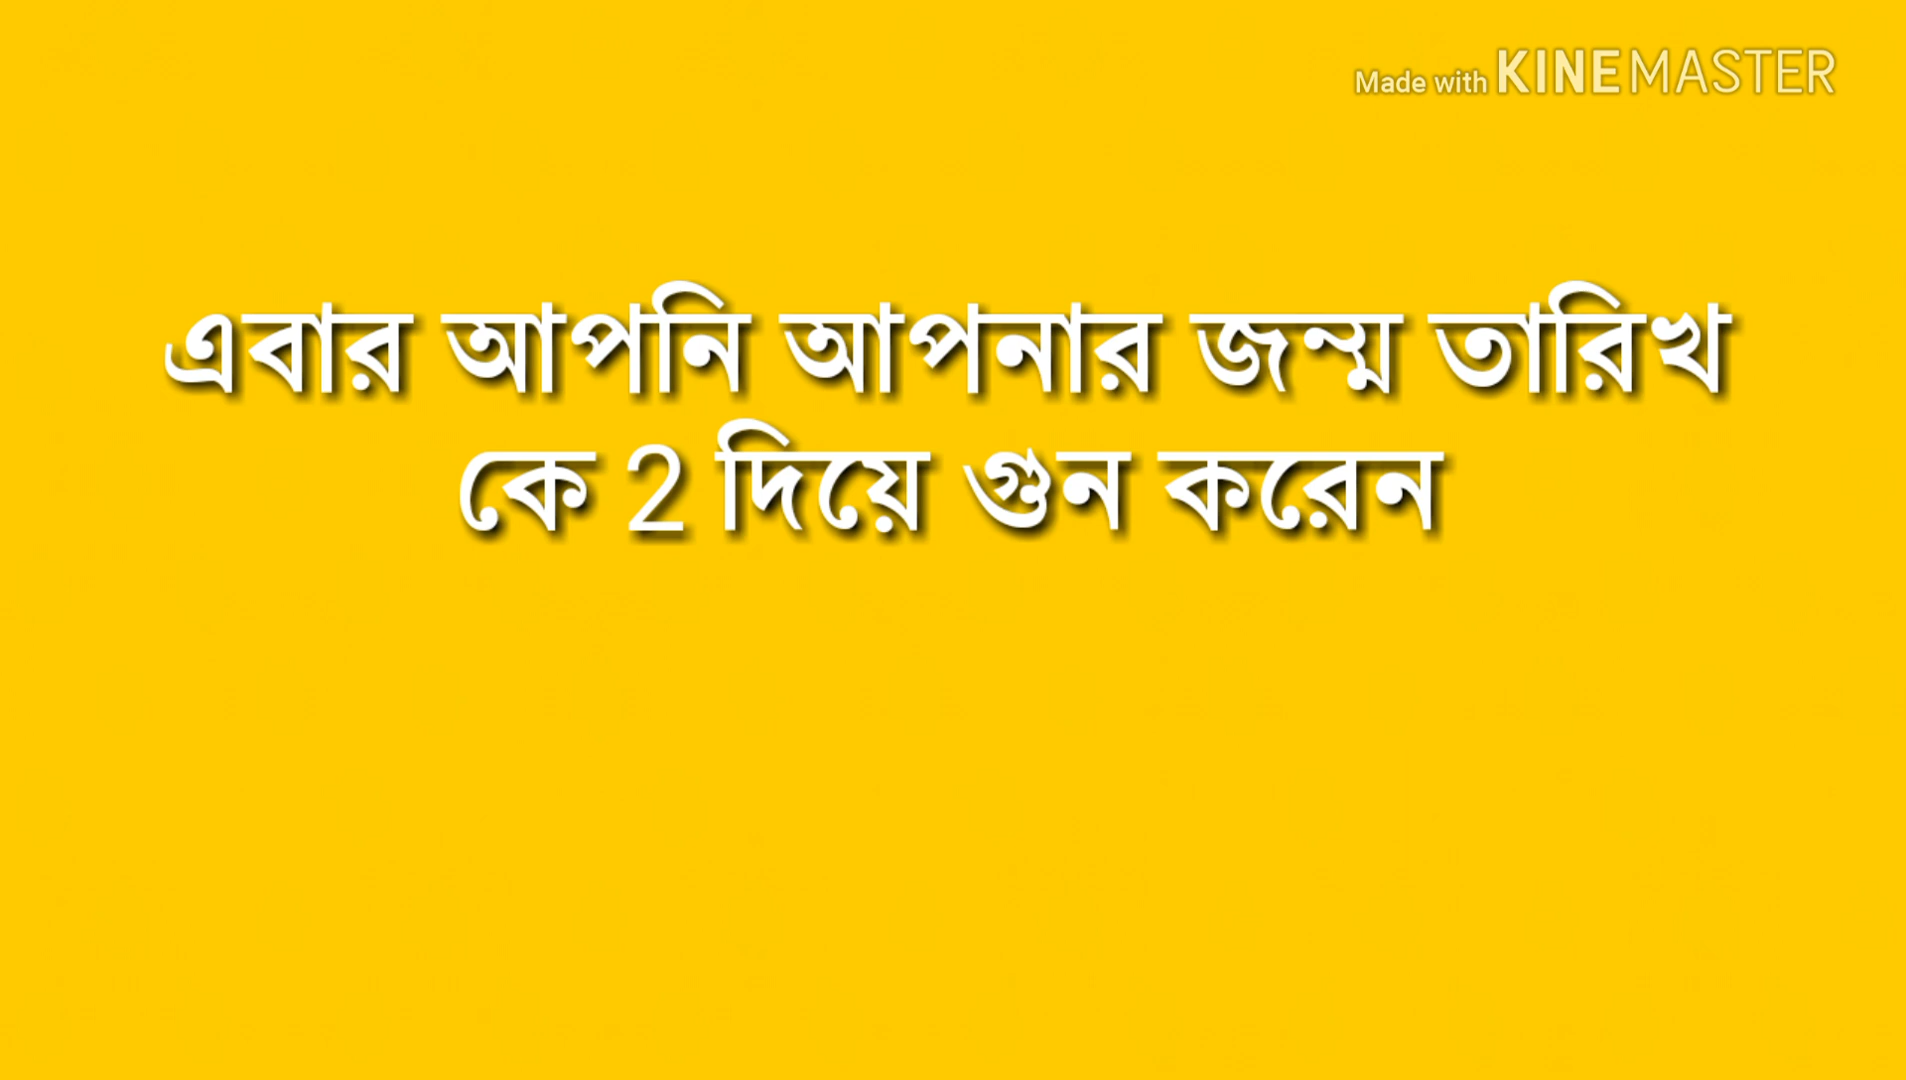 Made with KINEMASTER
এবার আপনি আপনার জন্ম তারিখ
কে 2 দিয়ে গুন করেন